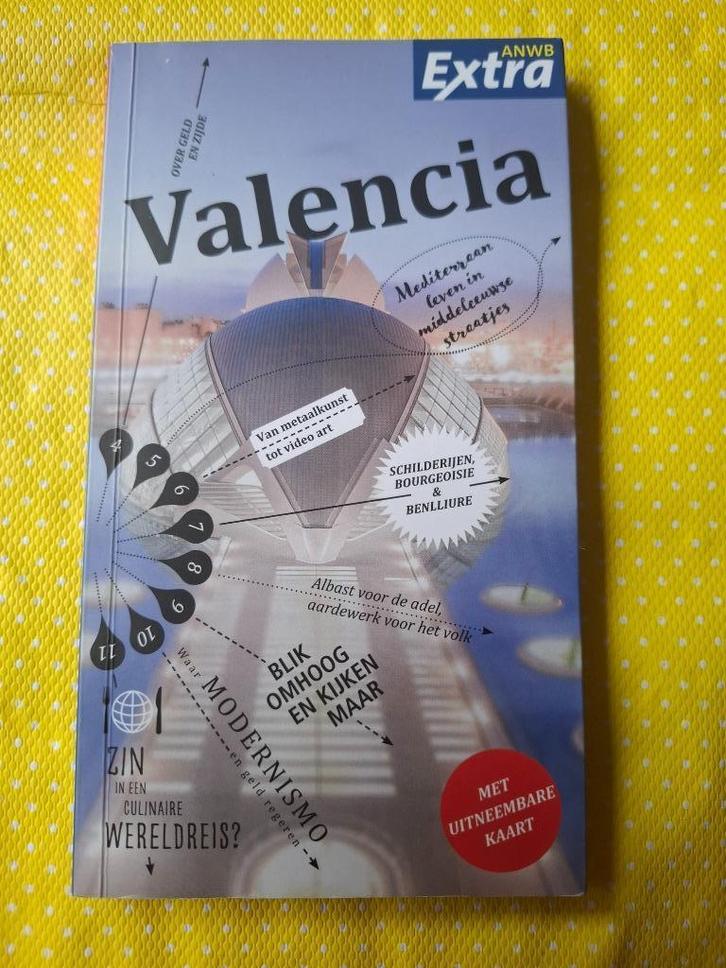 ANWB
Extra
OVER GELD
EN ZIJDE
Valencia
Mediterraan
leven in
middeleeuwse
straatjes
Van metaalkunst
tot video art
SCHILDERIJEN,
BOURGEOISIE
&
BENLLIURE
4
5
6
7
8
9
10
11
Albast voor de adel,
aardewerk voor het volk
BLIK
OMHOOG
EN KIJKEN
MAAR
Waar
MODERNISMO
en geld regeren
ZIN
IN EEN
CULINAIRE
WERELDREIS?
MET
UITNEEMBARE
KAART